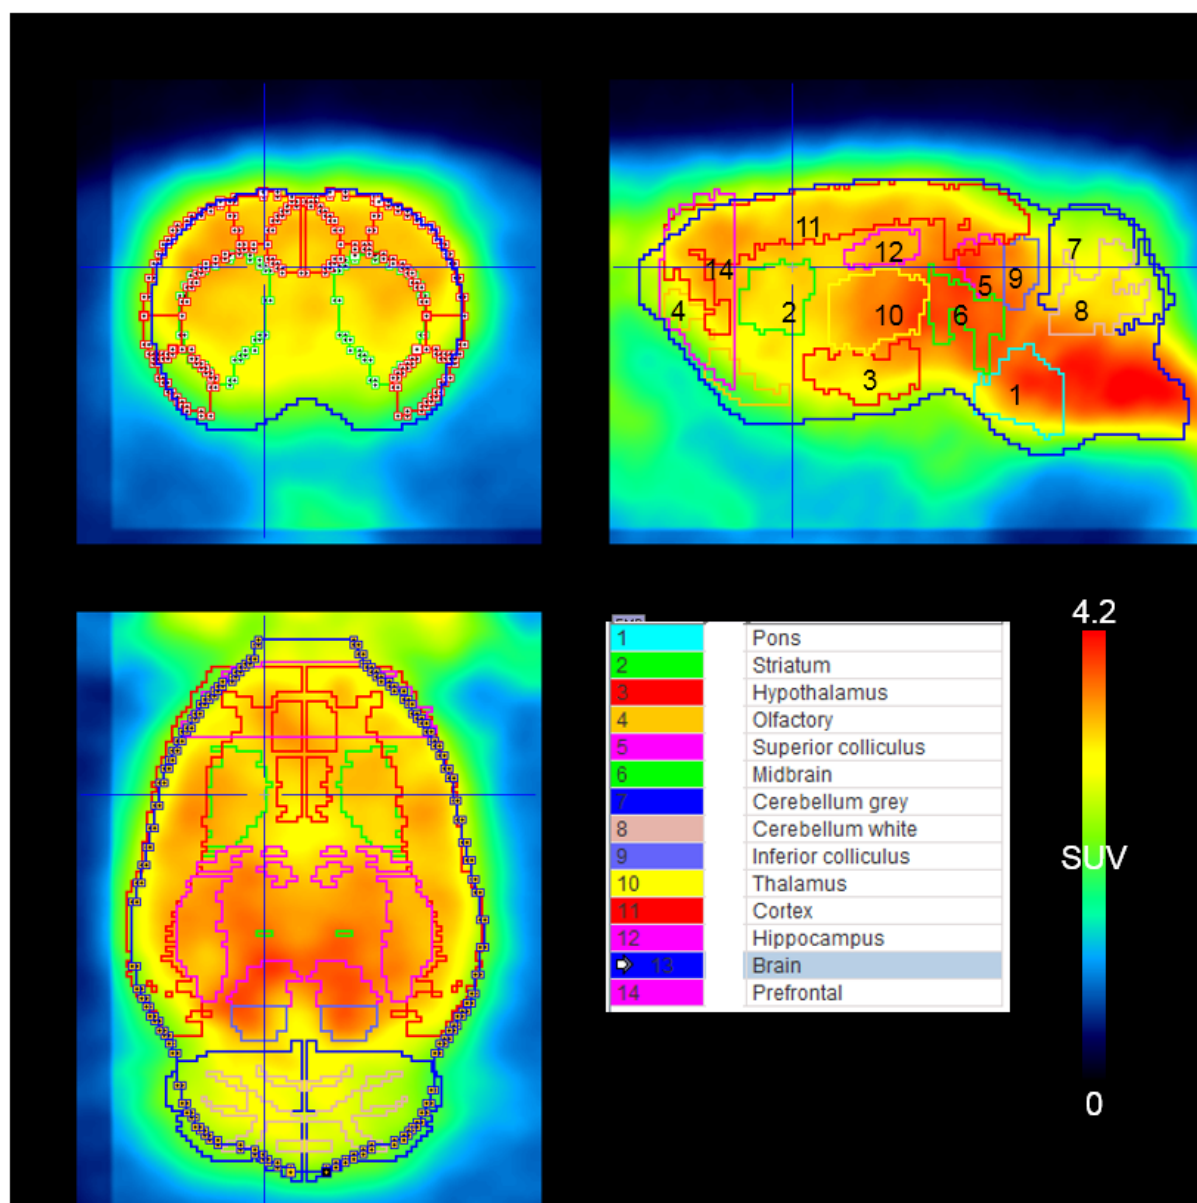 11
12
7
14
5
9
4
2
10
6
8
3
1
4.2
1 Pons
2 Striatum
3 Hypothalamus
4 Olfactory
5 Superior colliculus
6 Midbrain
7 Cerebellum grey
8 Cerebellum white
9 Inferior colliculus
SUV
10 Thalamus
11 Cortex
12 Hippocampus
13 Brain
14 Prefrontal
0